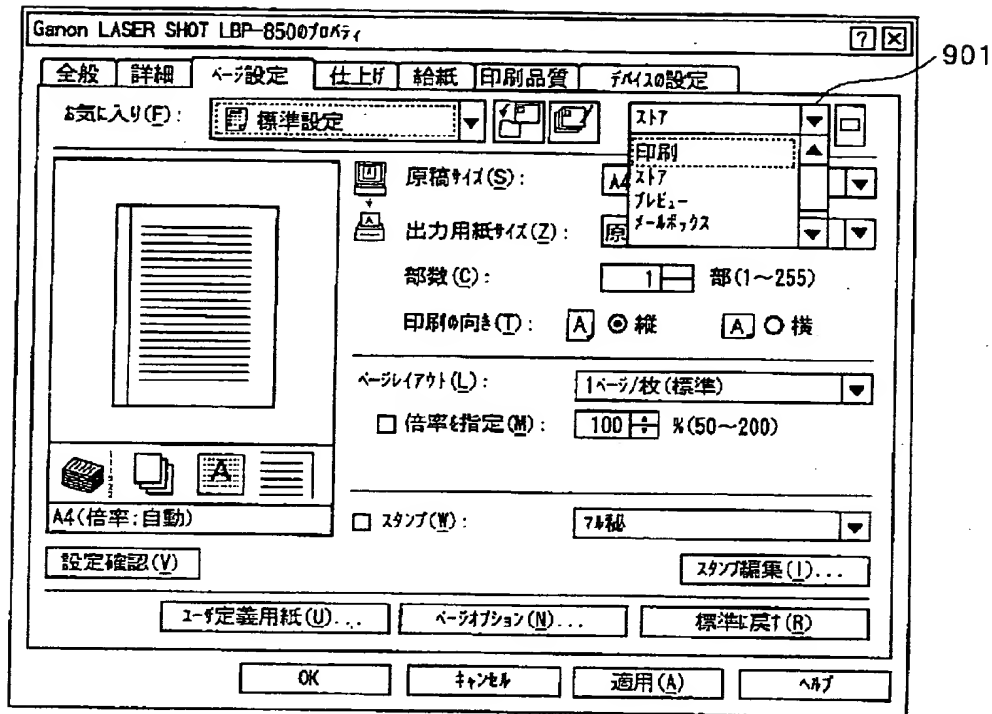 Ganon LASER SHOT LBP-850のプロパティ
901
全般 詳細 ページ設定 仕上げ 給紙 印刷品質 デバイスの設定
お気に入り(F): 標準設定 ストア
印刷
ストア
プレビュー
メールボックス
原稿サイズ(S): A4
出力用紙サイズ(Z): 原
部数(C): 1 部(1~255)
印刷の向き(T): A 縦 A 横
ページレイアウト(L): 1ページ/枚(標準)
倍率を指定(M): 100 %(50~200)
A
A4(倍率:自動)
スタンプ(W): マル秘
設定確認(V) スタンプ編集(I)...
ユーザ定義用紙(U)... ページオプション(N)... 標準に戻す(R)
OK キャンセル 適用(A) ヘルプ